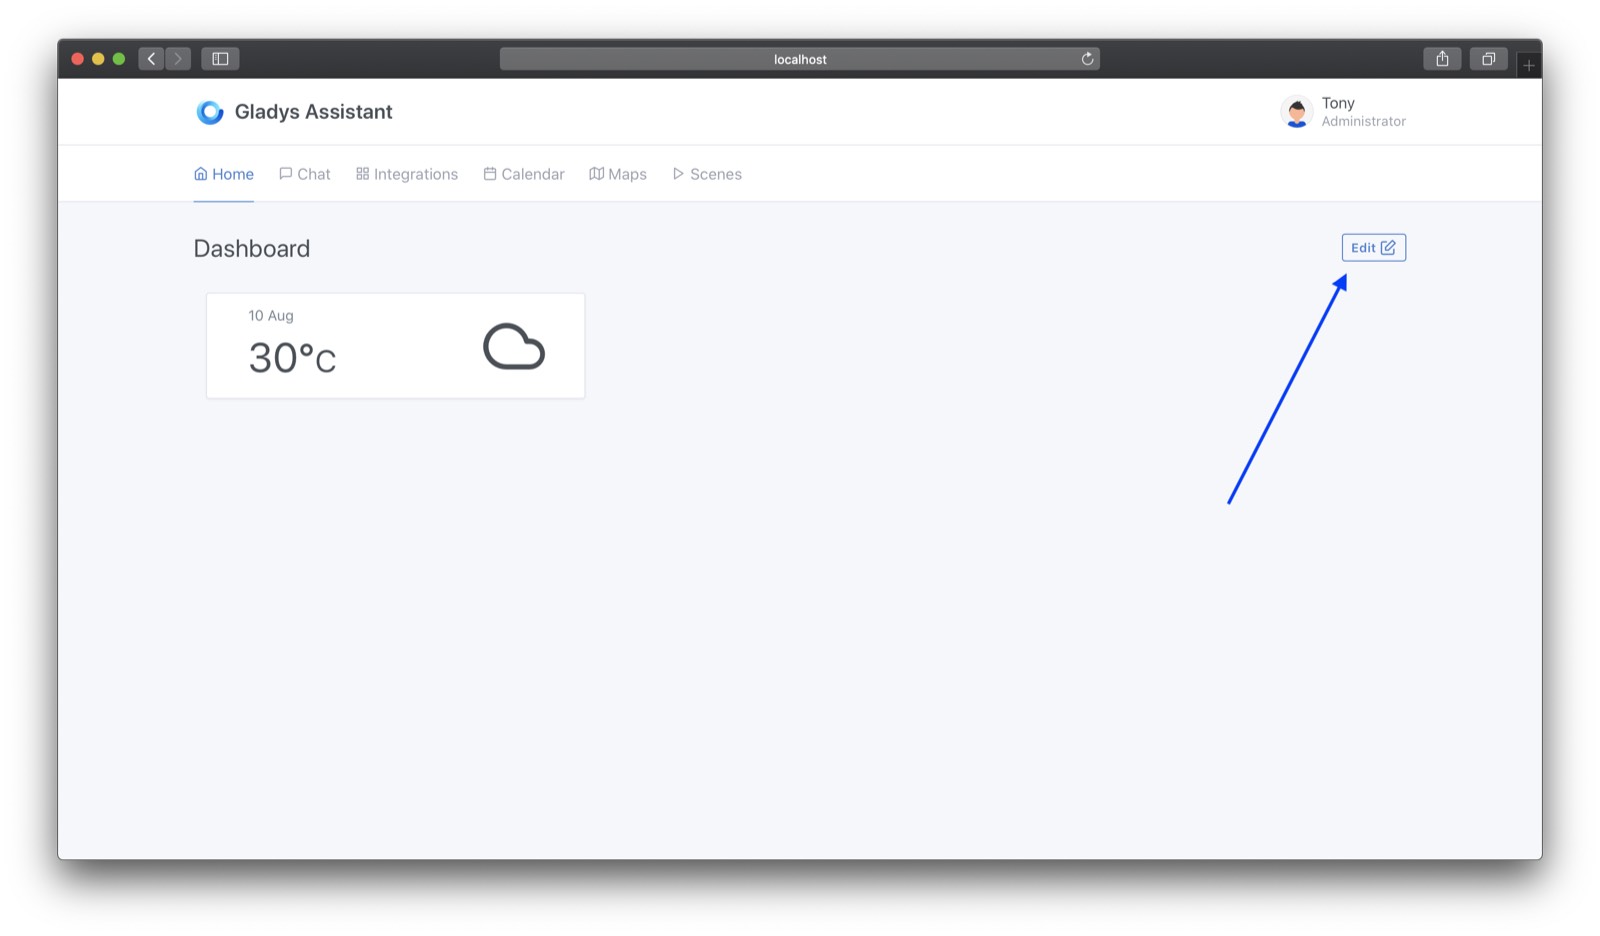 localhost
Gladys Assistant
Tony
Administrator
Home Chat Integrations Calendar Maps Scenes
Dashboard
Edit
10 Aug
30°C